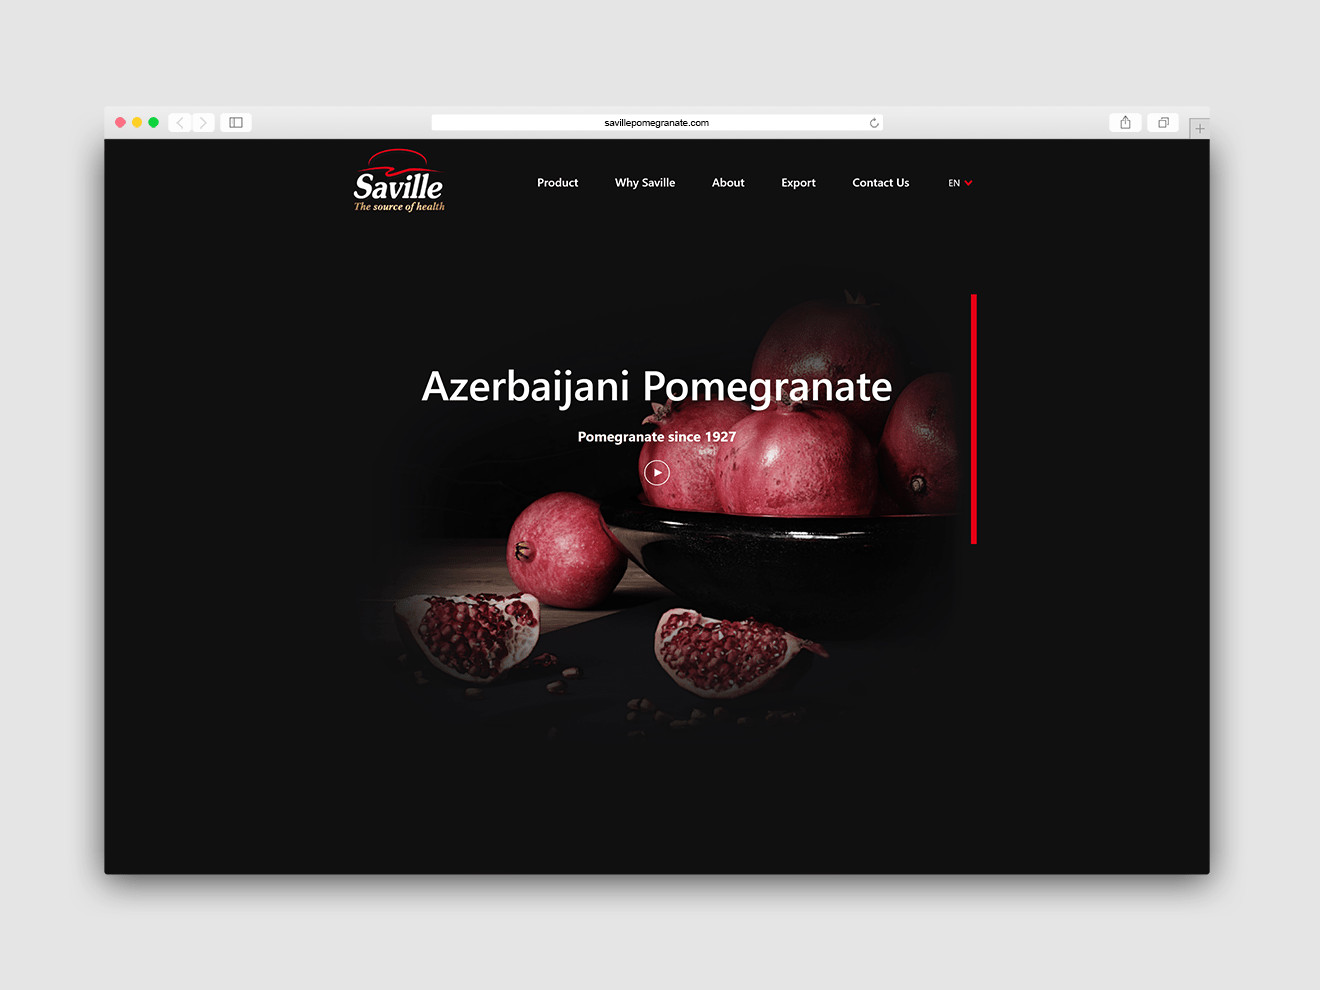 savillepomegranate.com
Saville
The source of health
Product
Why Saville
About
Export
Contact Us
EN
Azerbaijani Pomegranate
Pomegranate since 1927